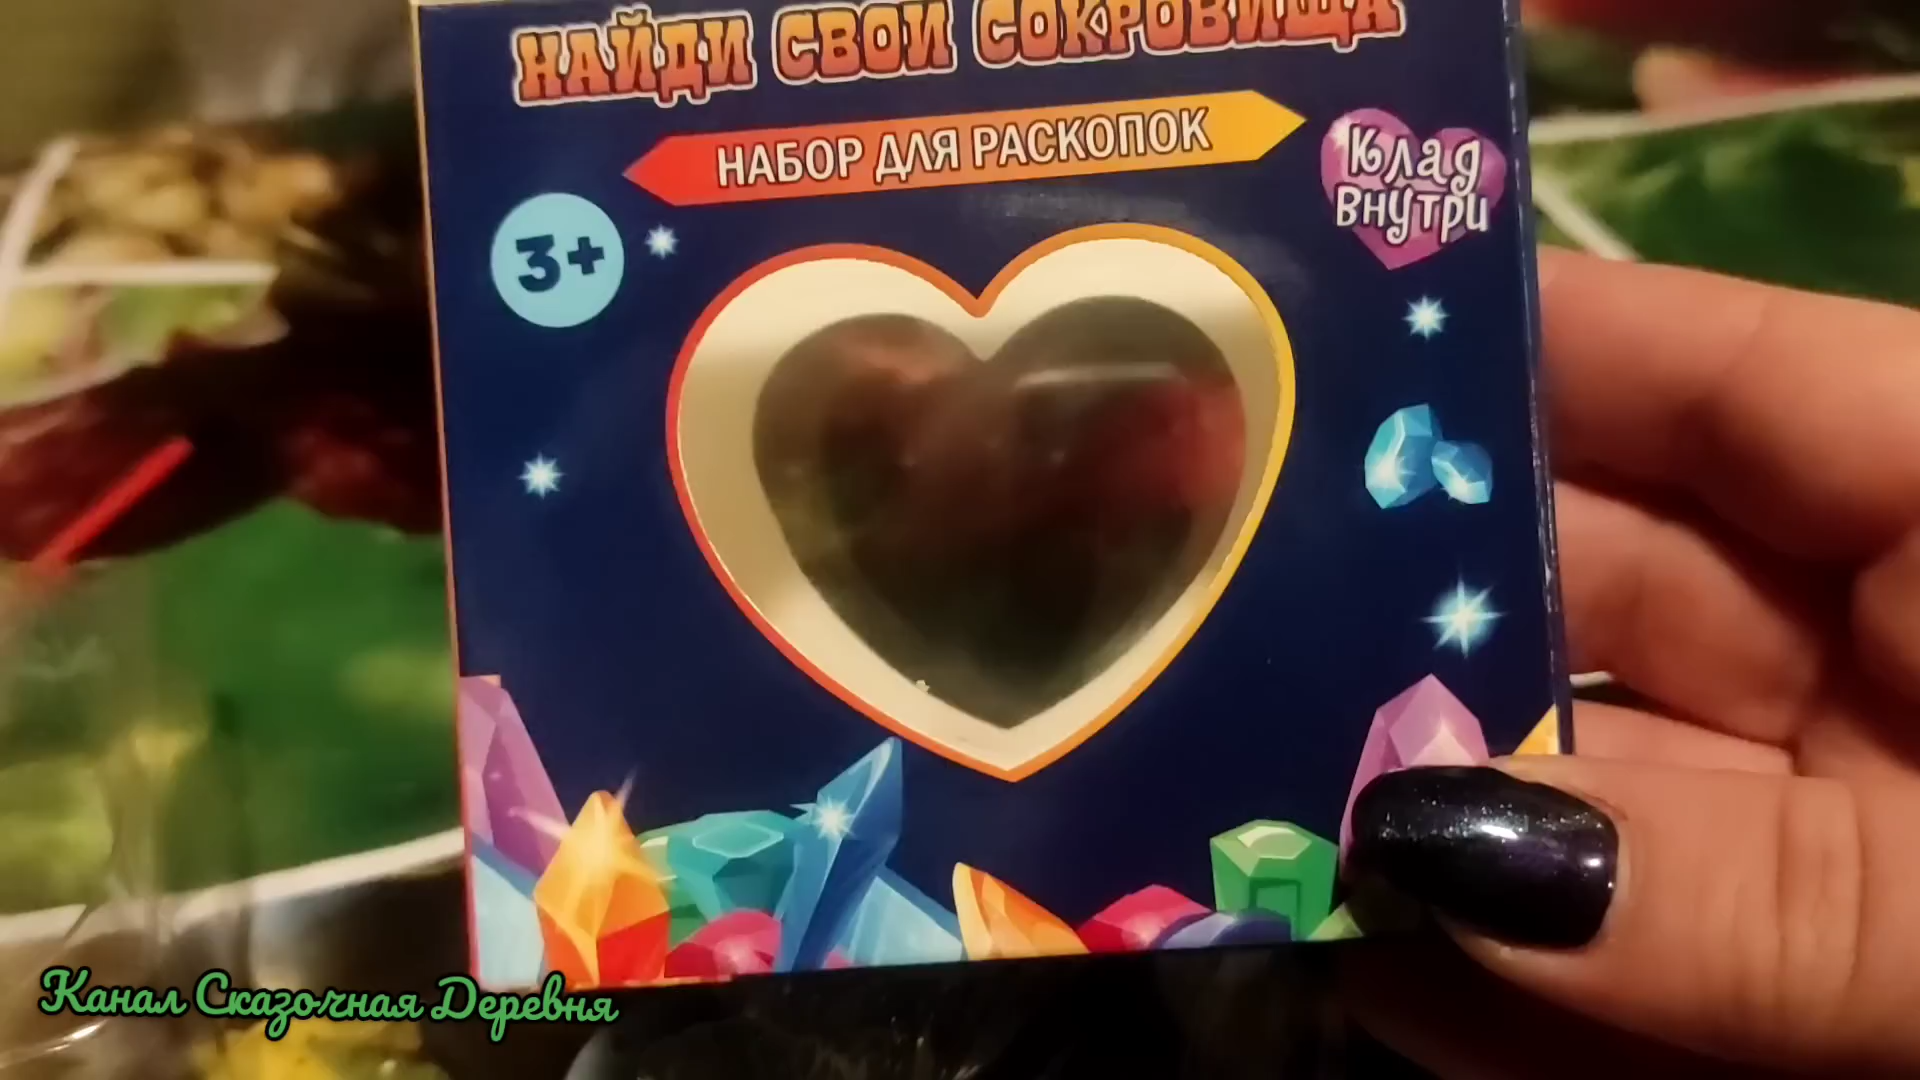 НАЙДИ СВОИ СОКРОВИЩА
НАБОР ДЛЯ РАСКОПОК
Клад
внутри
3+
Канал Сказочная Деревня